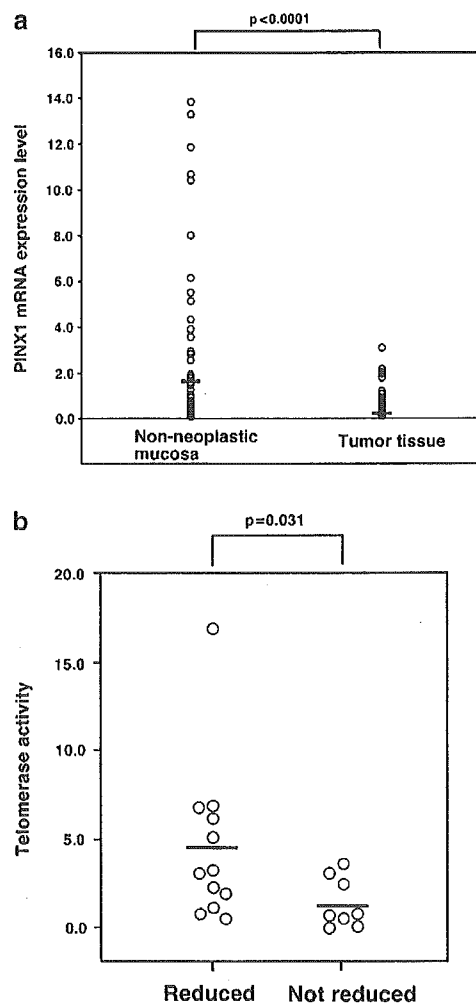 a
p<0.0001
PINX1 mRNA expression level
16.0
14.0
12.0
10.0
8.0
6.0
4.0
2.0
0.0
Non-neoplastic
mucosa
Tumor tissue
b
p=0.031
Telomerase activity
20.0
15.0
10.0
5.0
0.0
Reduced
Not reduced